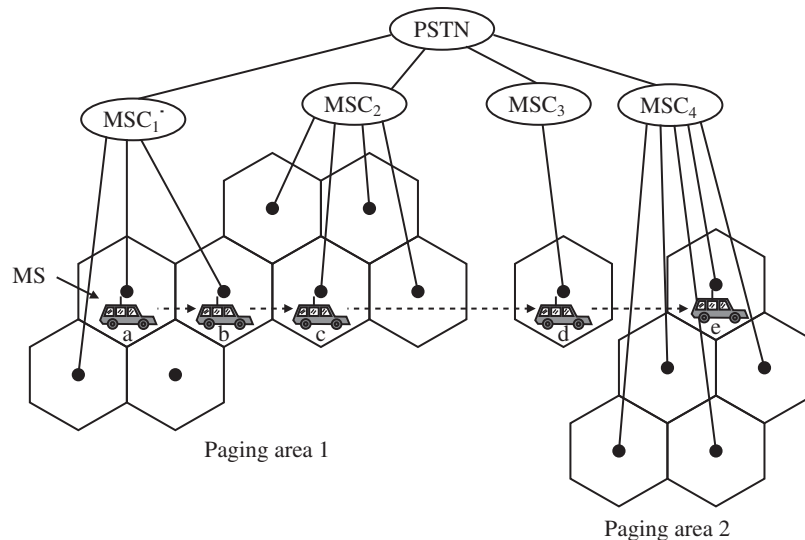 PSTN
MSC₁
MSC₂
MSC₃
MSC₄
MS
a
b
c
d
e
Paging area 1
Paging area 2